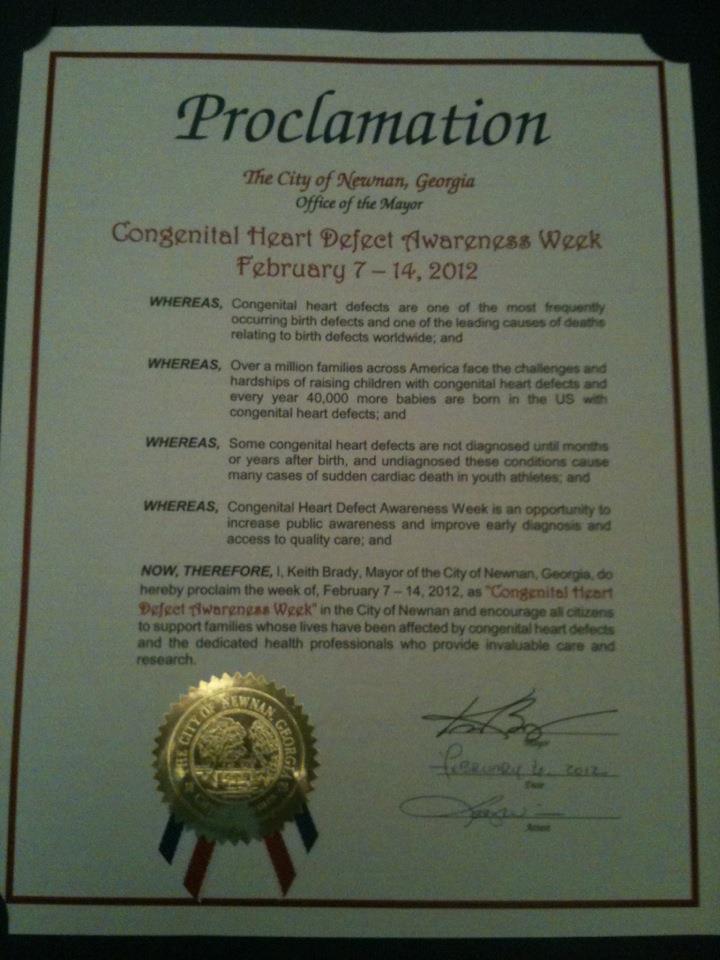 Proclamation
The City of Newnan, Georgia
Office of the Mayor
Congenital Heart Defect Awareness Week
February 7 – 14, 2012
WHEREAS, Congenital heart defects are one of the most frequently
occurring birth defects and one of the leading causes of deaths
relating to birth defects worldwide; and
WHEREAS, Over a million families across America face the challenges and
hardships of raising children with congenital heart defects and
every year 40,000 more babies are born in the US with
congenital heart defects; and
WHEREAS, Some congenital heart defects are not diagnosed until months
or years after birth, and undiagnosed these conditions cause
many cases of sudden cardiac death in youth athletes; and
WHEREAS, Congenital Heart Defect Awareness Week is an opportunity to
increase public awareness and improve early diagnosis and
access to quality care; and
NOW, THEREFORE, I, Keith Brady, Mayor of the City of Newnan, Georgia, do
hereby proclaim the week of, February 7 – 14, 2012, as "Congenital Heart
Defect Awareness Week" in the City of Newnan and encourage all citizens
to support families whose lives have been affected by congenital heart defects
and the dedicated health professionals who provide invaluable care and
research.
THE CITY OF NEWNAN, GEORGIA
Mayor
February 6, 2012
Date
Attest